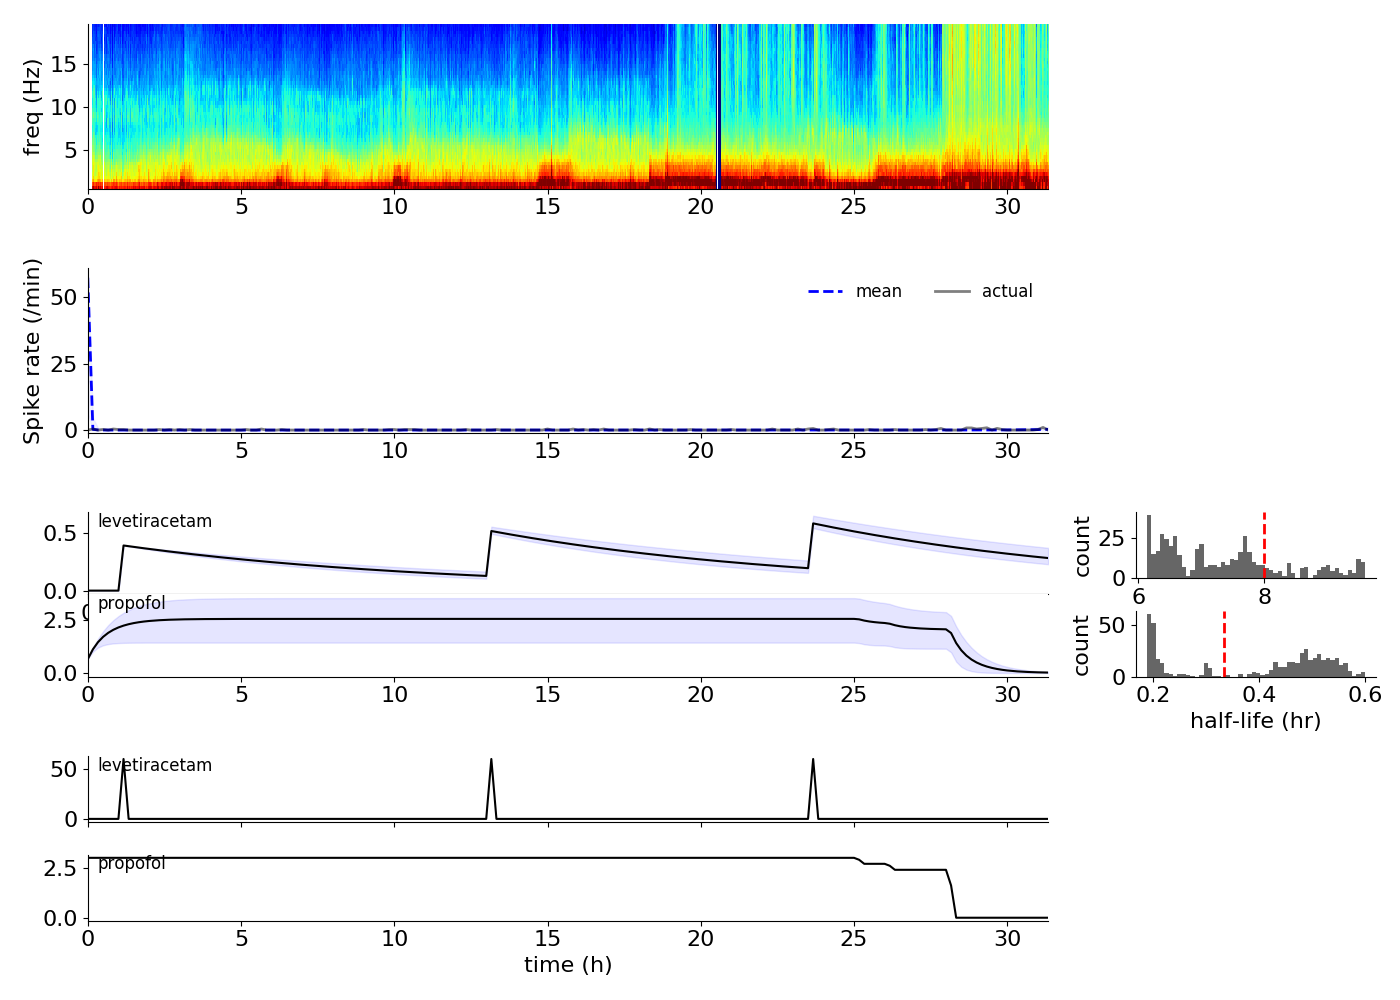 freq (Hz)
15
10
5
0 5 10 15 20 25 30
Spike rate (/min)
50
25
0
mean actual
0 5 10 15 20 25 30
levetiracetam
0.5
0.0
count
25
0
6 8
propofol
2.5
0.0
0 5 10 15 20 25 30
count
50
0
0.2 0.4 0.6
half-life (hr)
levetiracetam
50
0
propofol
2.5
0.0
0 5 10 15 20 25 30
time (h)